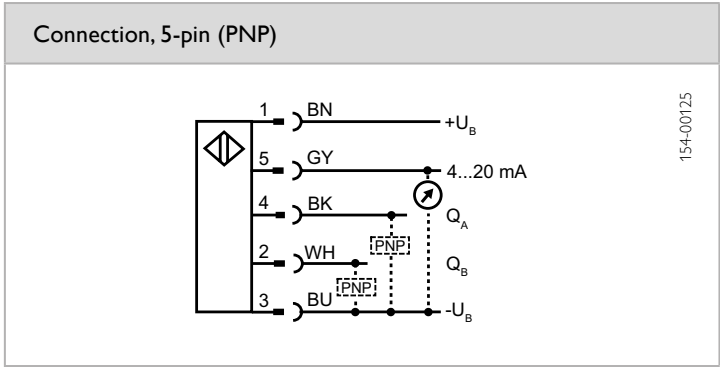 Connection, 5-pin (PNP)
154-00125
1 BN +U_B
5 GY 4...20 mA
4 BK Q_A
PNP
2 WH Q_B
PNP
3 BU -U_B